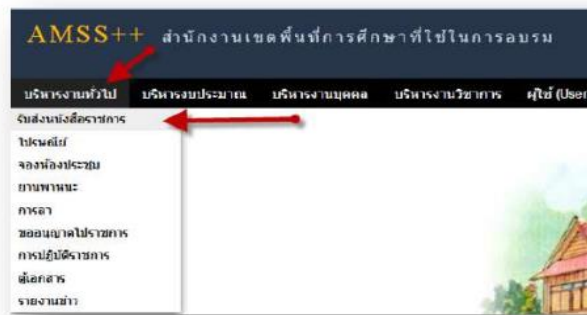 AMSS++ สำนักงานเขตพื้นที่การศึกษาที่ใช้ในการอบรม
บริหารงานทั่วไป บริหารงบประมาณ บริหารงานบุคคล บริหารงานวิชาการ ผู้ใช้ (User
รับส่งหนังสือราชการ
ไปรษณีย์
จองห้องประชุม
ยานพาหนะ
การลา
ขออนุญาตไปราชการ
การปฏิบัติราชการ
ตู้เอกสาร
รายงานข่าว